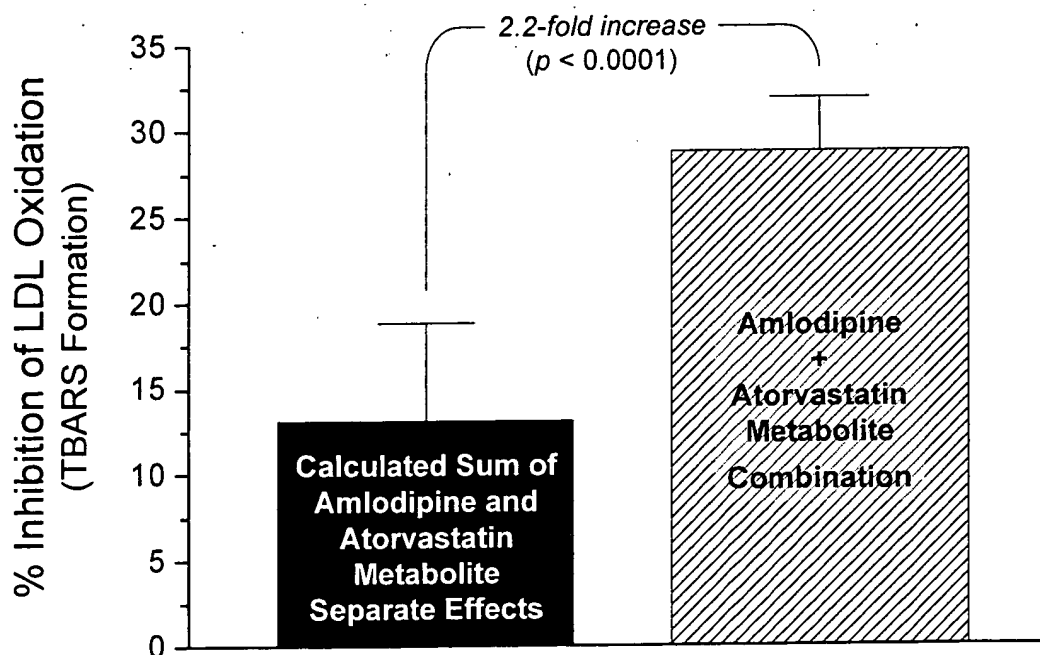 2.2-fold increase
(p < 0.0001)
% Inhibition of LDL Oxidation
(TBARS Formation)
35
30
25
20
15
10
5
0
Calculated Sum of
Amlodipine and
Atorvastatin
Metabolite
Separate Effects
Amlodipine
+
Atorvastatin
Metabolite
Combination